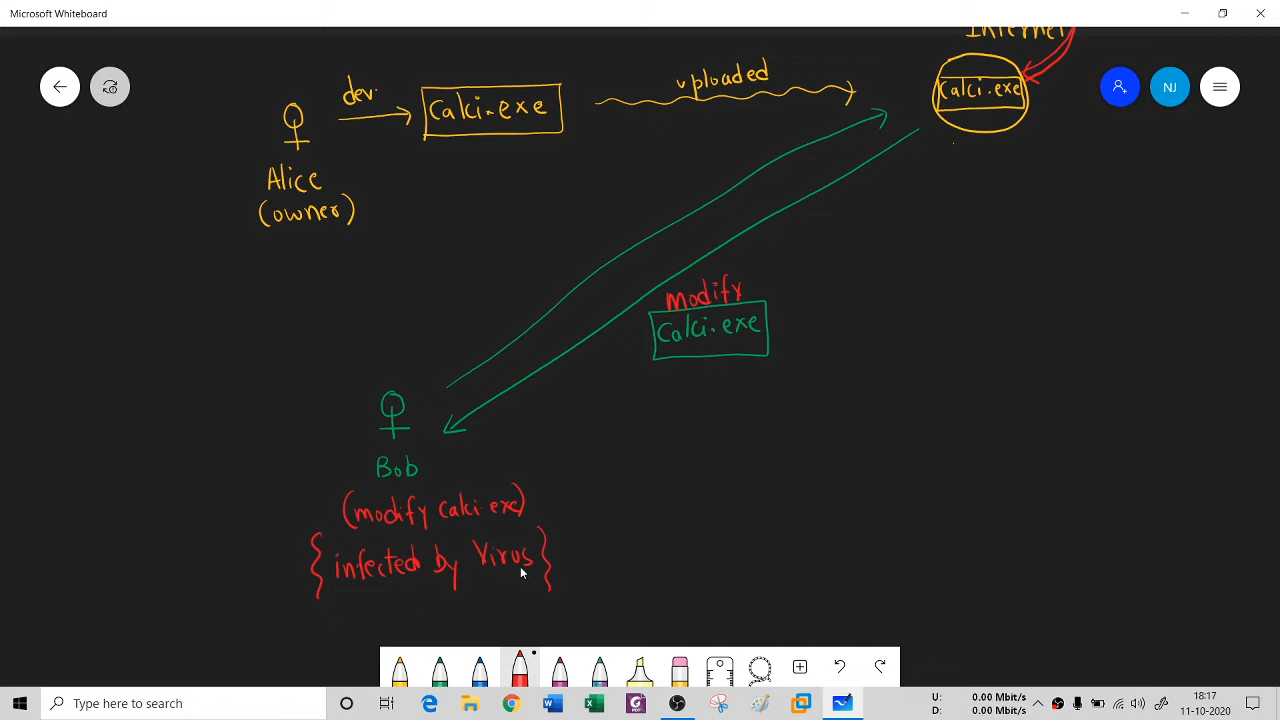 Microsoft Whiteboard
Internet
dev.
calci.exe
uploaded
calci.exe
NJ
Alice
(owner)
modify
calci.exe
Bob
(modify calci.exe)
{infected by Virus}
Type here to search
U: 0.00 Mbit/s
D: 0.00 Mbit/s
18:17
11-10-2020